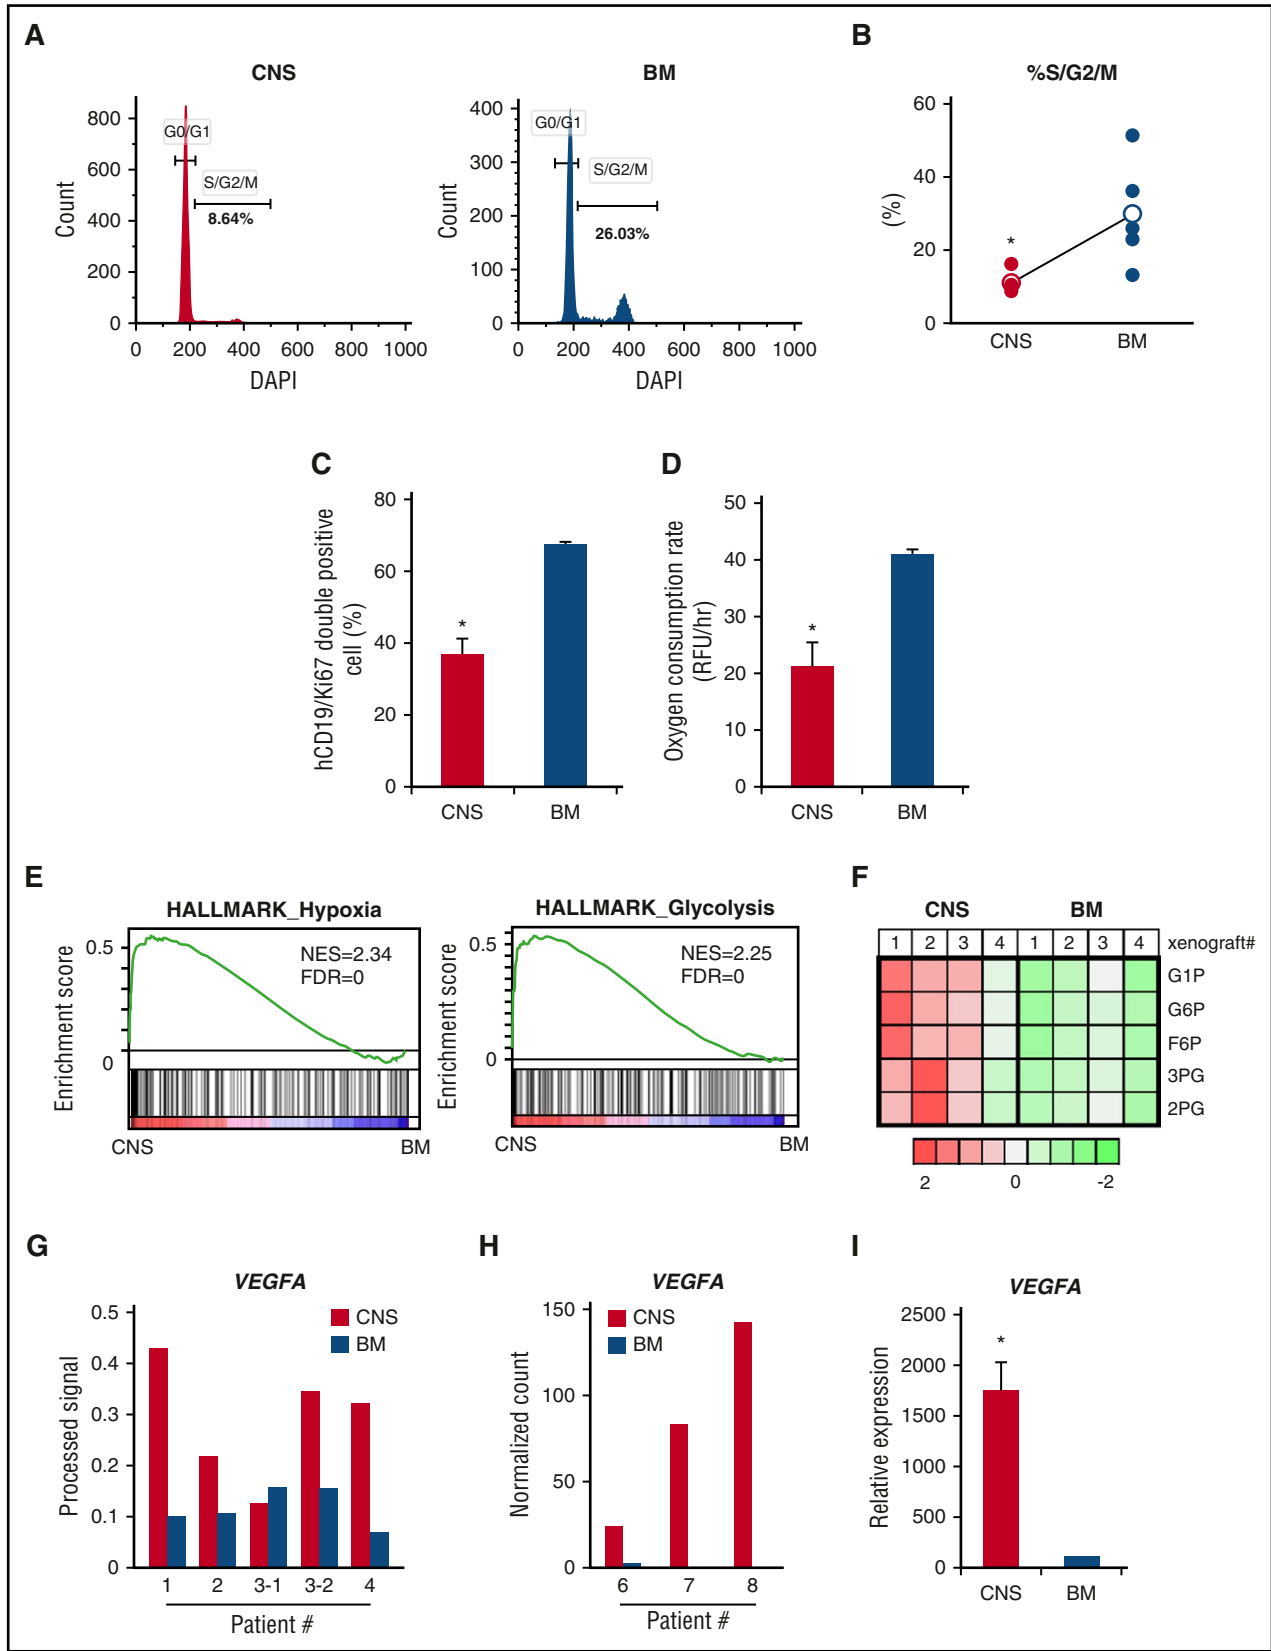 A
CNS
800
600
400
200
0
Count
G0/G1
S/G2/M
8.64%
0 200 400 600 800 1000
DAPI
BM
400
300
200
100
0
Count
G0/G1
S/G2/M
26.03%
0 200 400 600 800 1000
DAPI
B
%S/G2/M
60
40
20
0
(%)
*
CNS BM
C
80
60
40
20
0
hCD19/Ki67 double positive
cell (%)
*
CNS BM
D
50
40
30
20
10
0
Oxygen consumption rate
(RFU/hr)
*
CNS BM
E
HALLMARK_Hypoxia
Enrichment score
0.5
0
NES=2.34
FDR=0
CNS BM
HALLMARK_Glycolysis
Enrichment score
0.5
0
NES=2.25
FDR=0
CNS BM
F
CNS BM
1 2 3 4 1 2 3 4 xenograft#
G1P
G6P
F6P
3PG
2PG
2 0 -2
G
VEGFA
0.5
0.4
0.3
0.2
0.1
0
Processed signal
CNS
BM
1 2 3-1 3-2 4
Patient #
H
VEGFA
150
100
50
0
Normalized count
CNS
BM
6 7 8
Patient #
I
VEGFA
2500
2000
1500
1000
500
0
Relative expression
*
CNS BM